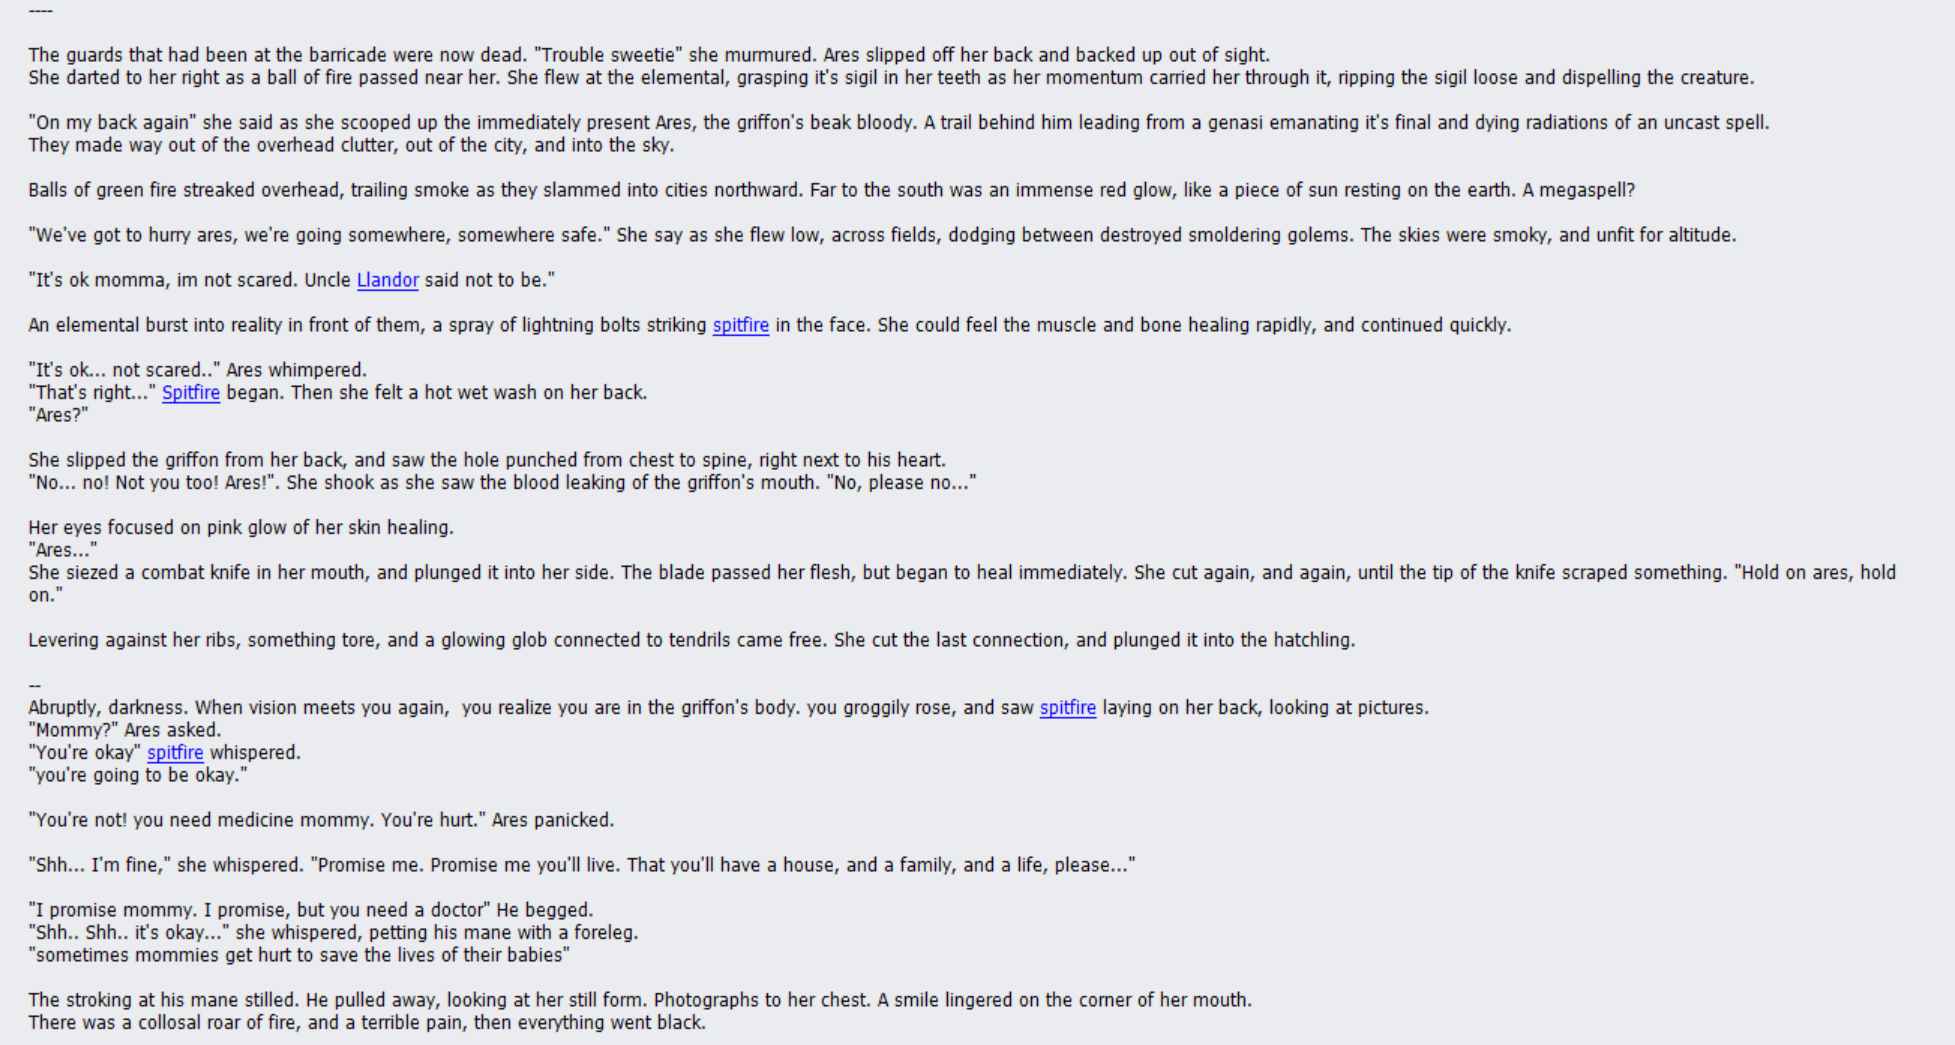 ----
The guards that had been at the barricade were now dead. "Trouble sweetie" she murmured. Ares slipped off her back and backed up out of sight.
She darted to her right as a ball of fire passed near her. She flew at the elemental, grasping it's sigil in her teeth as her momentum carried her through it, ripping the sigil loose and dispelling the creature.
"On my back again" she said as she scooped up the immediately present Ares, the griffon's beak bloody. A trail behind him leading from a genasi emanating it's final and dying radiations of an uncast spell.
They made way out of the overhead clutter, out of the city, and into the sky.
Balls of green fire streaked overhead, trailing smoke as they slammed into cities northward. Far to the south was an immense red glow, like a piece of sun resting on the earth. A megaspell?
"We've got to hurry ares, we're going somewhere, somewhere safe." She say as she flew low, across fields, dodging between destroyed smoldering golems. The skies were smoky, and unfit for altitude.
"It's ok momma, im not scared. Uncle Llandor said not to be."
An elemental burst into reality in front of them, a spray of lightning bolts striking spitfire in the face. She could feel the muscle and bone healing rapidly, and continued quickly.
"It's ok... not scared.." Ares whimpered.
"That's right..." Spitfire began. Then she felt a hot wet wash on her back.
"Ares?"
She slipped the griffon from her back, and saw the hole punched from chest to spine, right next to his heart.
"No... no! Not you too! Ares!". She shook as she saw the blood leaking of the griffon's mouth. "No, please no..."
Her eyes focused on pink glow of her skin healing.
"Ares..."
She siezed a combat knife in her mouth, and plunged it into her side. The blade passed her flesh, but began to heal immediately. She cut again, and again, until the tip of the knife scraped something. "Hold on ares, hold
on."
Levering against her ribs, something tore, and a glowing glob connected to tendrils came free. She cut the last connection, and plunged it into the hatchling.
--
Abruptly, darkness. When vision meets you again,  you realize you are in the griffon's body. you groggily rose, and saw spitfire laying on her back, looking at pictures.
"Mommy?" Ares asked.
"You're okay" spitfire whispered.
"you're going to be okay."
"You're not! you need medicine mommy. You're hurt." Ares panicked.
"Shh... I'm fine," she whispered. "Promise me. Promise me you'll live. That you'll have a house, and a family, and a life, please..."
"I promise mommy. I promise, but you need a doctor" He begged.
"Shh.. Shh.. it's okay..." she whispered, petting his mane with a foreleg.
"sometimes mommies get hurt to save the lives of their babies"
The stroking at his mane stilled. He pulled away, looking at her still form. Photographs to her chest. A smile lingered on the corner of her mouth.
There was a collosal roar of fire, and a terrible pain, then everything went black.